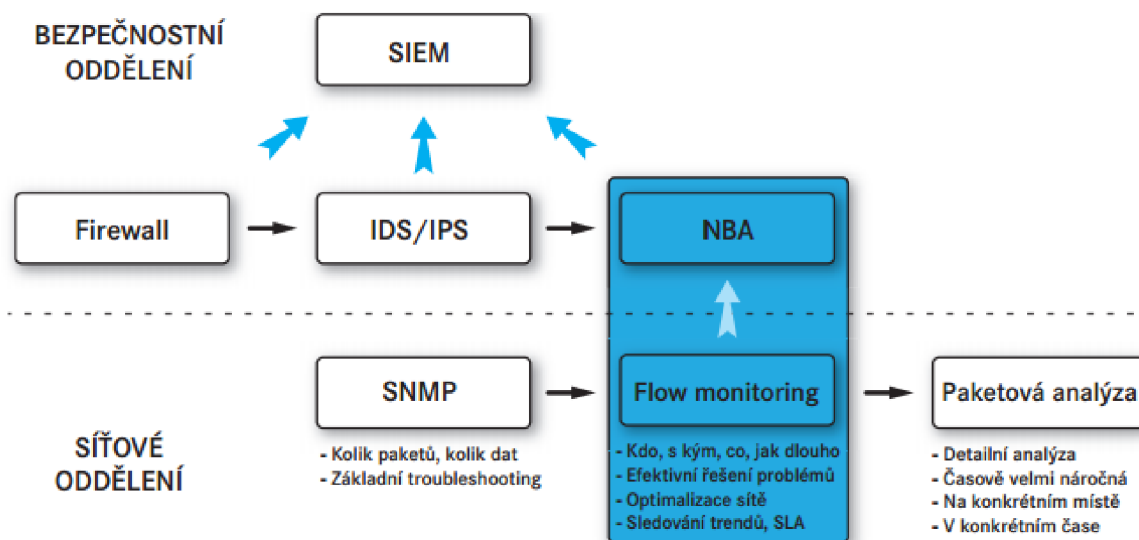 BEZPEČNOSTNÍ
ODDĚLENÍ
SIEM
Firewall
IDS/IPS
NBA
SÍŤOVÉ
ODDĚLENÍ
SNMP
- Kolik paketů, kolik dat
- Základní troubleshooting
Flow monitoring
- Kdo, s kým, co, jak dlouho
- Efektivní řešení problémů
- Optimalizace sítě
- Sledování trendů, SLA
Paketová analýza
- Detailní analýza
- Časově velmi náročná
- Na konkrétním místě
- V konkrétním čase